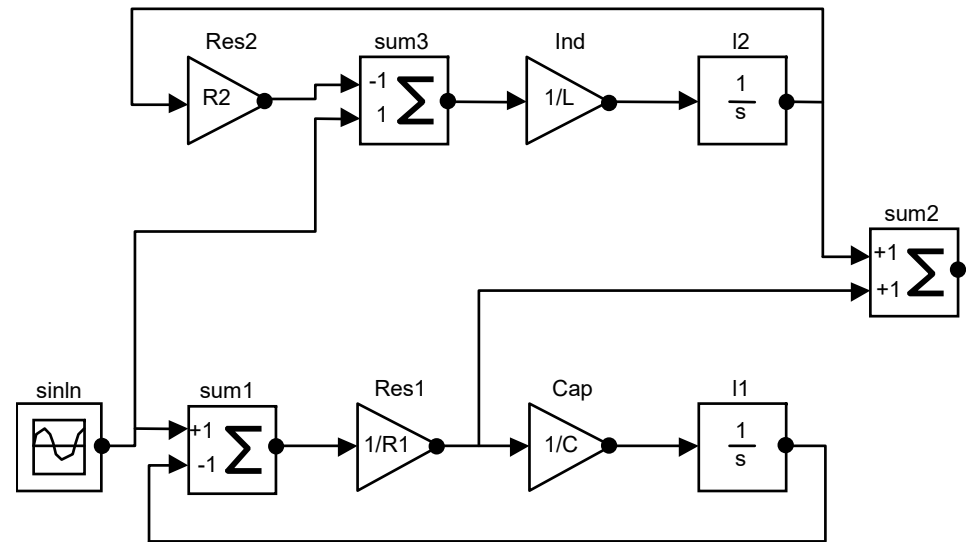 Res2
sum3
Ind
I2
R2
-1
1
Σ
1/L
1
s
sum2
+1
+1
Σ
sinIn
sum1
Res1
Cap
I1
+1
-1
Σ
1/R1
1/C
1
s